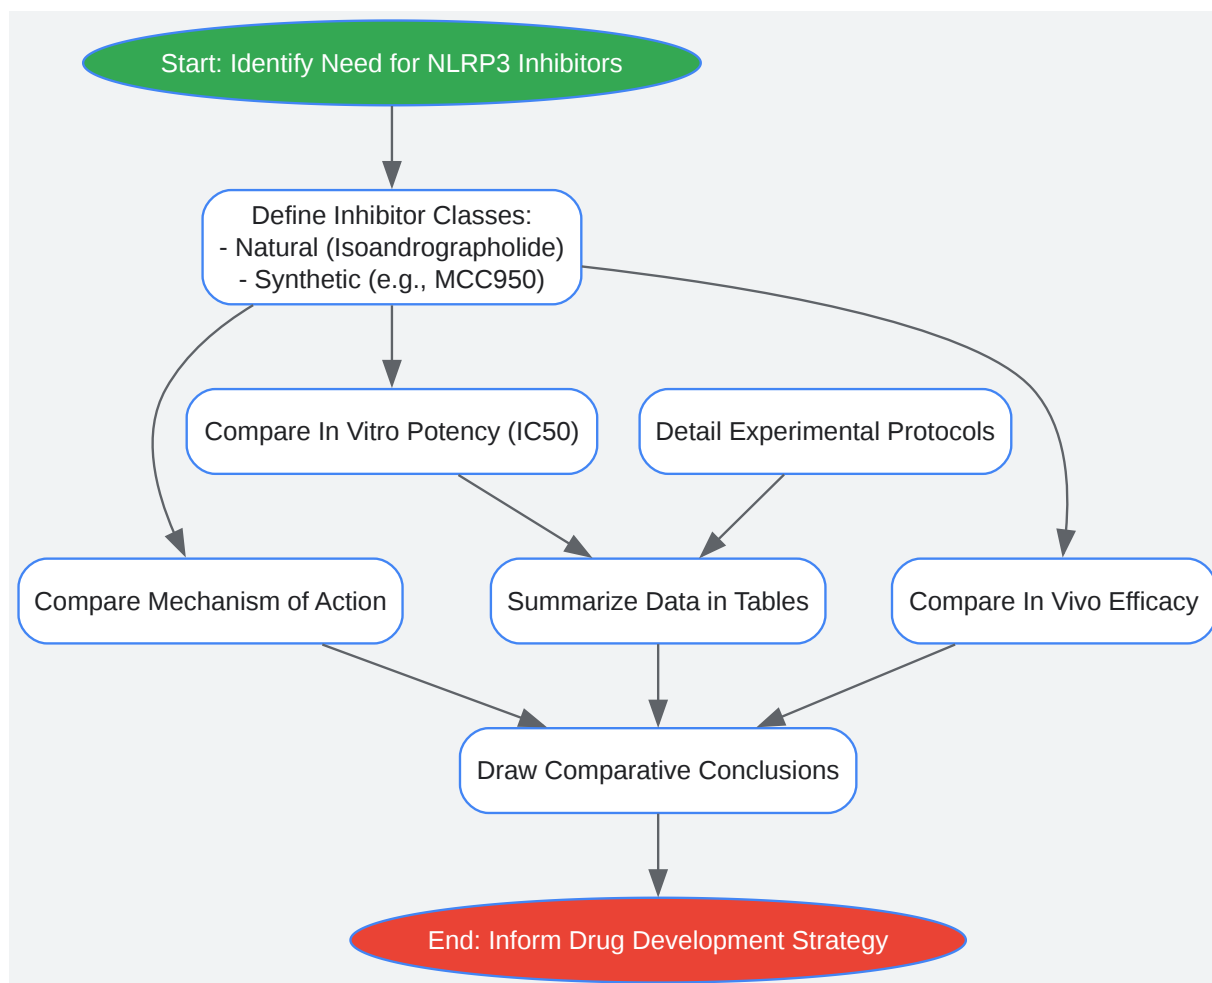 Start: Identify Need for NLRP3 Inhibitors
Define Inhibitor Classes:
- Natural (Isoandrographolide)
- Synthetic (e.g., MCC950)
Compare In Vitro Potency (IC50)
Detail Experimental Protocols
Compare Mechanism of Action
Summarize Data in Tables
Compare In Vivo Efficacy
Draw Comparative Conclusions
End: Inform Drug Development Strategy